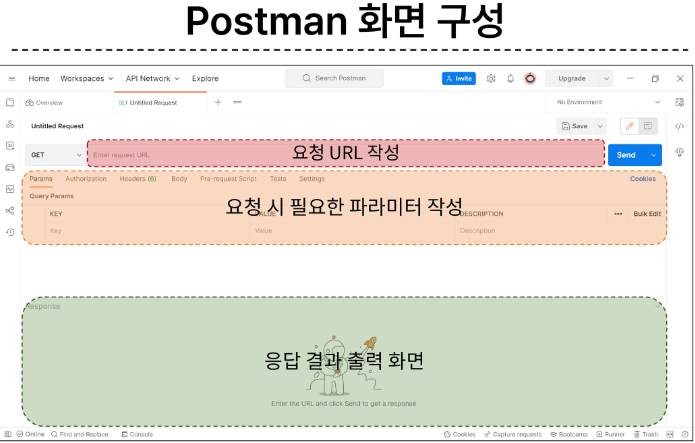 Postman 화면 구성
Home Workspaces API Network Explore Search Postman Invite Upgrade
Overview GET Untitled Request No Environment
Untitled Request Save
GET Enter request URL 요청 URL 작성 Send
Params Authorization Headers (6) Body Pre-request Script Tests Settings Cookies
Query Params
요청 시 필요한 파라미터 작성
KEY VALUE DESCRIPTION Bulk Edit
Key Value Description
Response
응답 결과 출력 화면
Enter the URL and click Send to get a response
Online Find and Replace Console Cookies Capture requests Bootcamp Runner Trash